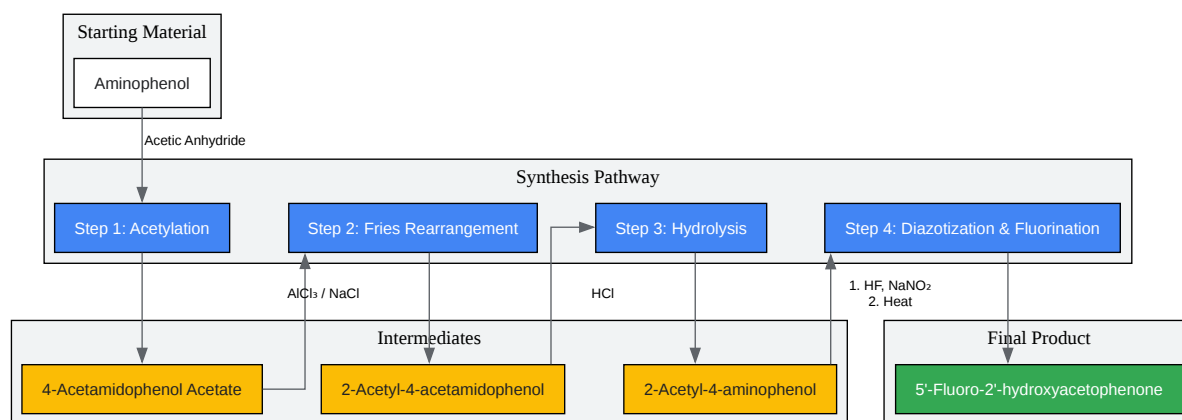 Starting Material
Aminophenol
Acetic Anhydride
Synthesis Pathway
Step 1: Acetylation
Step 2: Fries Rearrangement
Step 3: Hydrolysis
Step 4: Diazotization & Fluorination
AlCl₃ / NaCl
HCl
1. HF, NaNO₂
2. Heat
Intermediates
Final Product
4-Acetamidophenol Acetate
2-Acetyl-4-acetamidophenol
2-Acetyl-4-aminophenol
5'-Fluoro-2'-hydroxyacetophenone